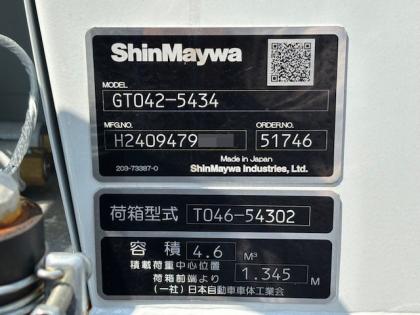 ShinMaywa
MODEL
GT042-5434
MFG.NO. ORDER.NO.
H2409479 51746
Made in Japan
203-73387-0 ShinMaywa Industries, Ltd.
荷箱型式 T046-54302
容積 4.6 M³
積載荷重中心位置
荷箱前端より 1.345 M
(一社)日本自動車車体工業会